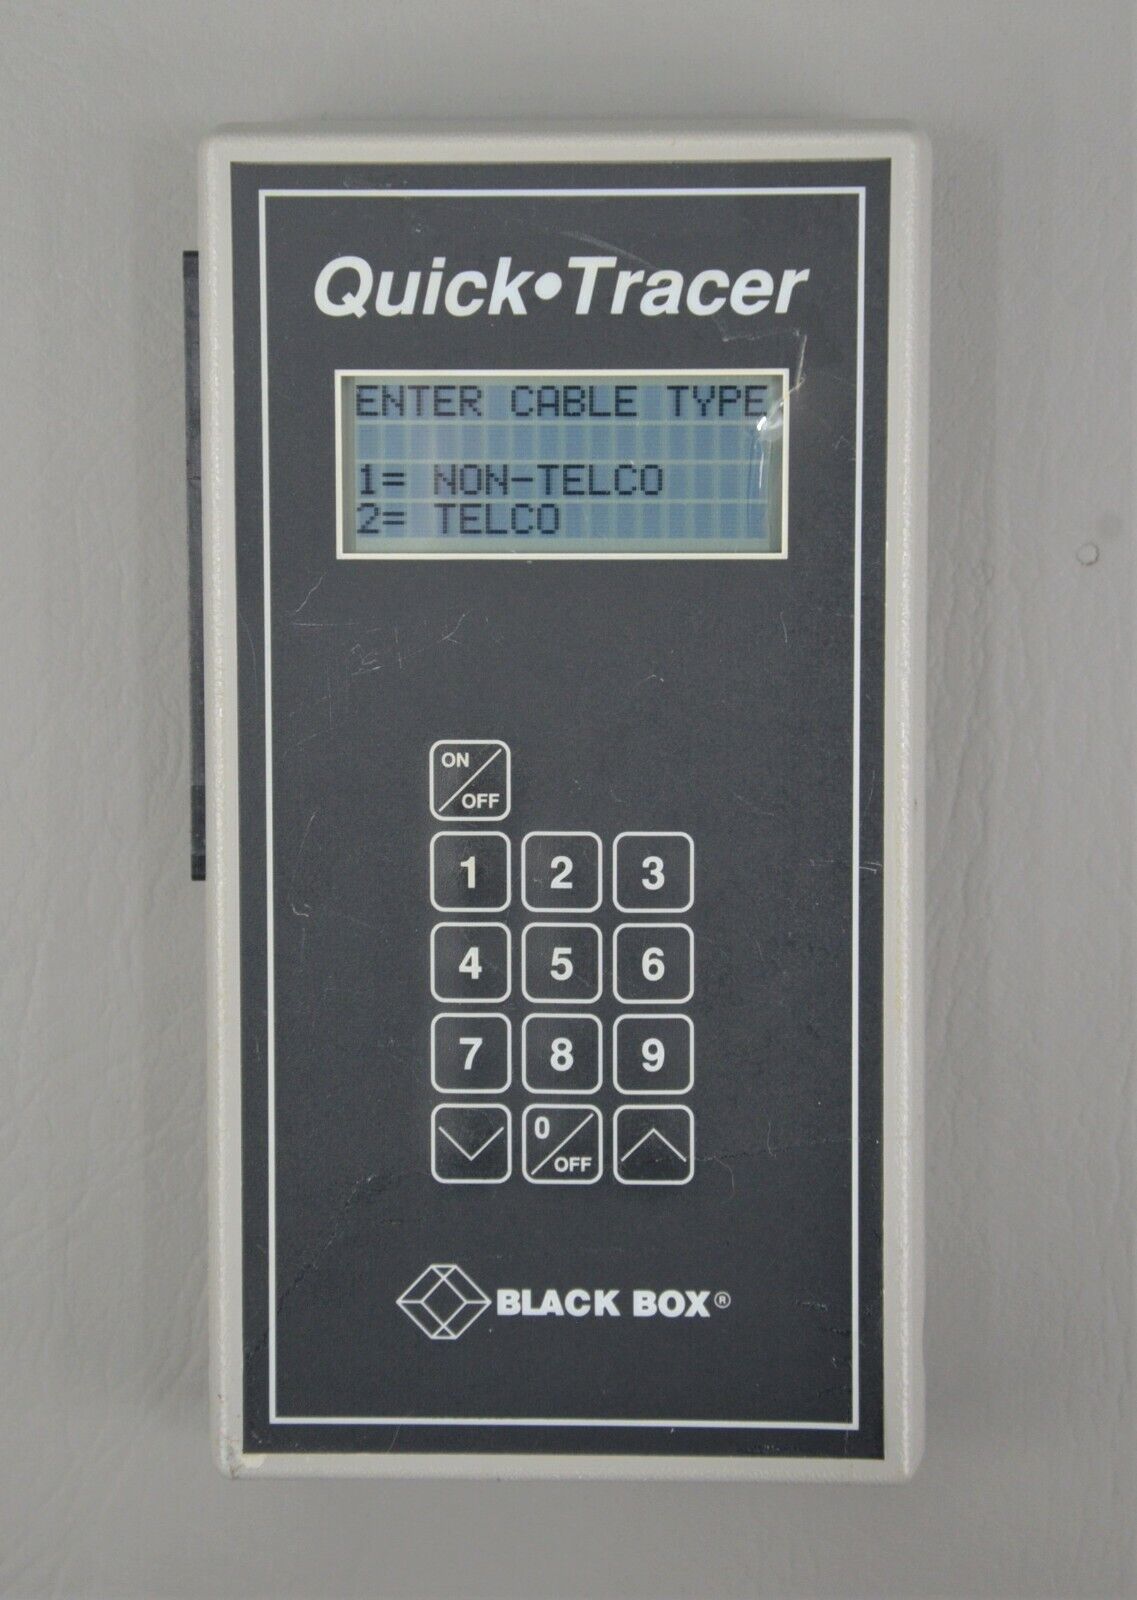 Quick•Tracer
ENTER CABLE TYPE
1= NON-TELCO
2= TELCO
ON/OFF
1 2 3
4 5 6
7 8 9
0/OFF
BLACK BOX®